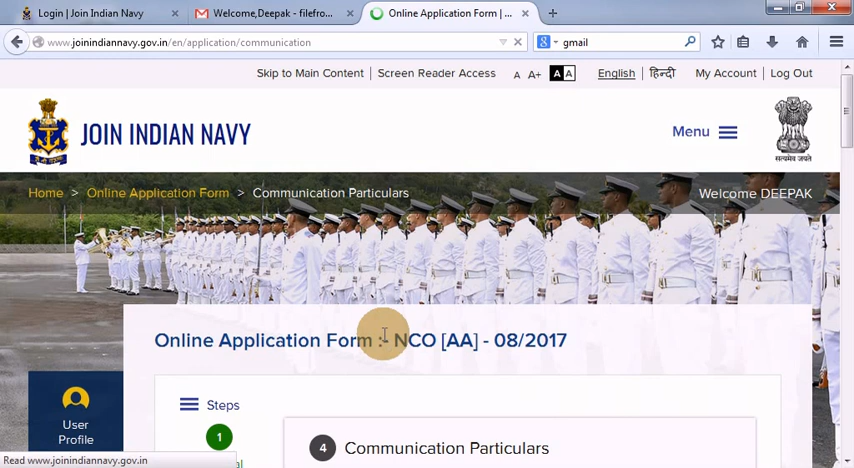 Login | Join Indian Navy
Welcome,Deepak - filefro...
Online Application Form | ...
www.joinindiannavy.gov.in/en/application/communication
gmail
Skip to Main Content | Screen Reader Access A A+ A A English | हिन्दी My Account | Log Out
JOIN INDIAN NAVY
Menu
सत्यमेव जयते
Home > Online Application Form > Communication Particulars
Welcome DEEPAK
Online Application Form :- NCO [AA] - 08/2017
Steps
1
4 Communication Particulars
User
Profile
Read www.joinindiannavy.gov.in